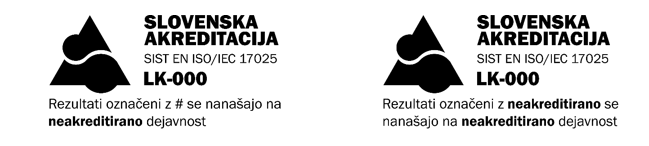 SLOVENSKA
AKREDITACIJA
SIST EN ISO/IEC 17025
LK-000
Rezultati označeni z # se nanašajo na
neakreditirano dejavnost
SLOVENSKA
AKREDITACIJA
SIST EN ISO/IEC 17025
LK-000
Rezultati označeni z neakreditirano se
nanašajo na neakreditirano dejavnost